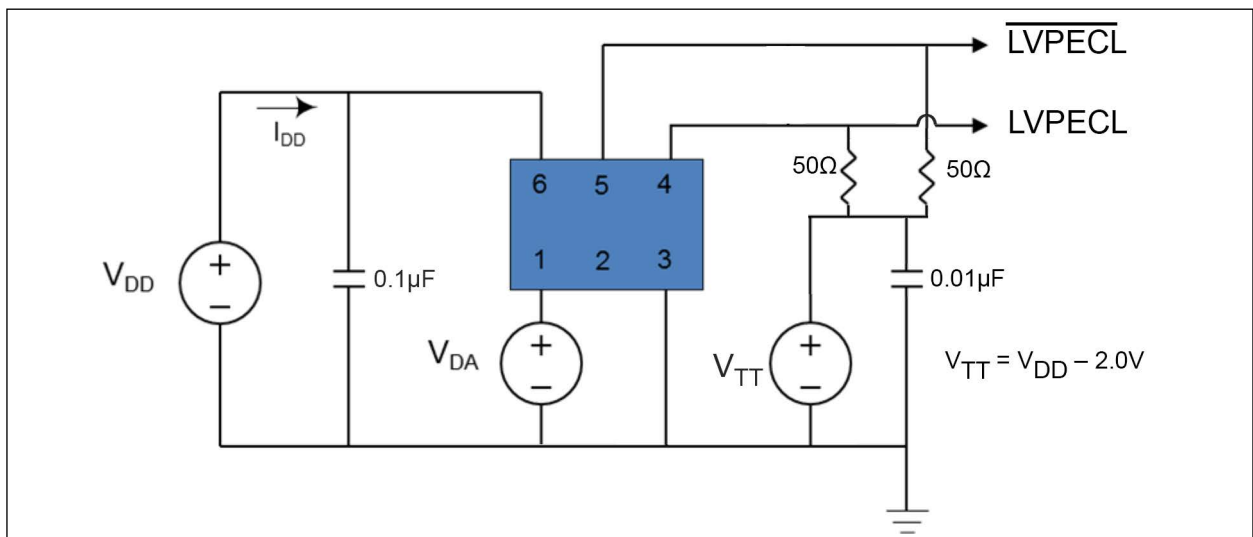 LVPECL
I_DD
LVPECL
50Ω
50Ω
6 5 4
1 2 3
V_DD
0.1µF
0.01µF
V_DA
V_TT
V_TT = V_DD – 2.0V